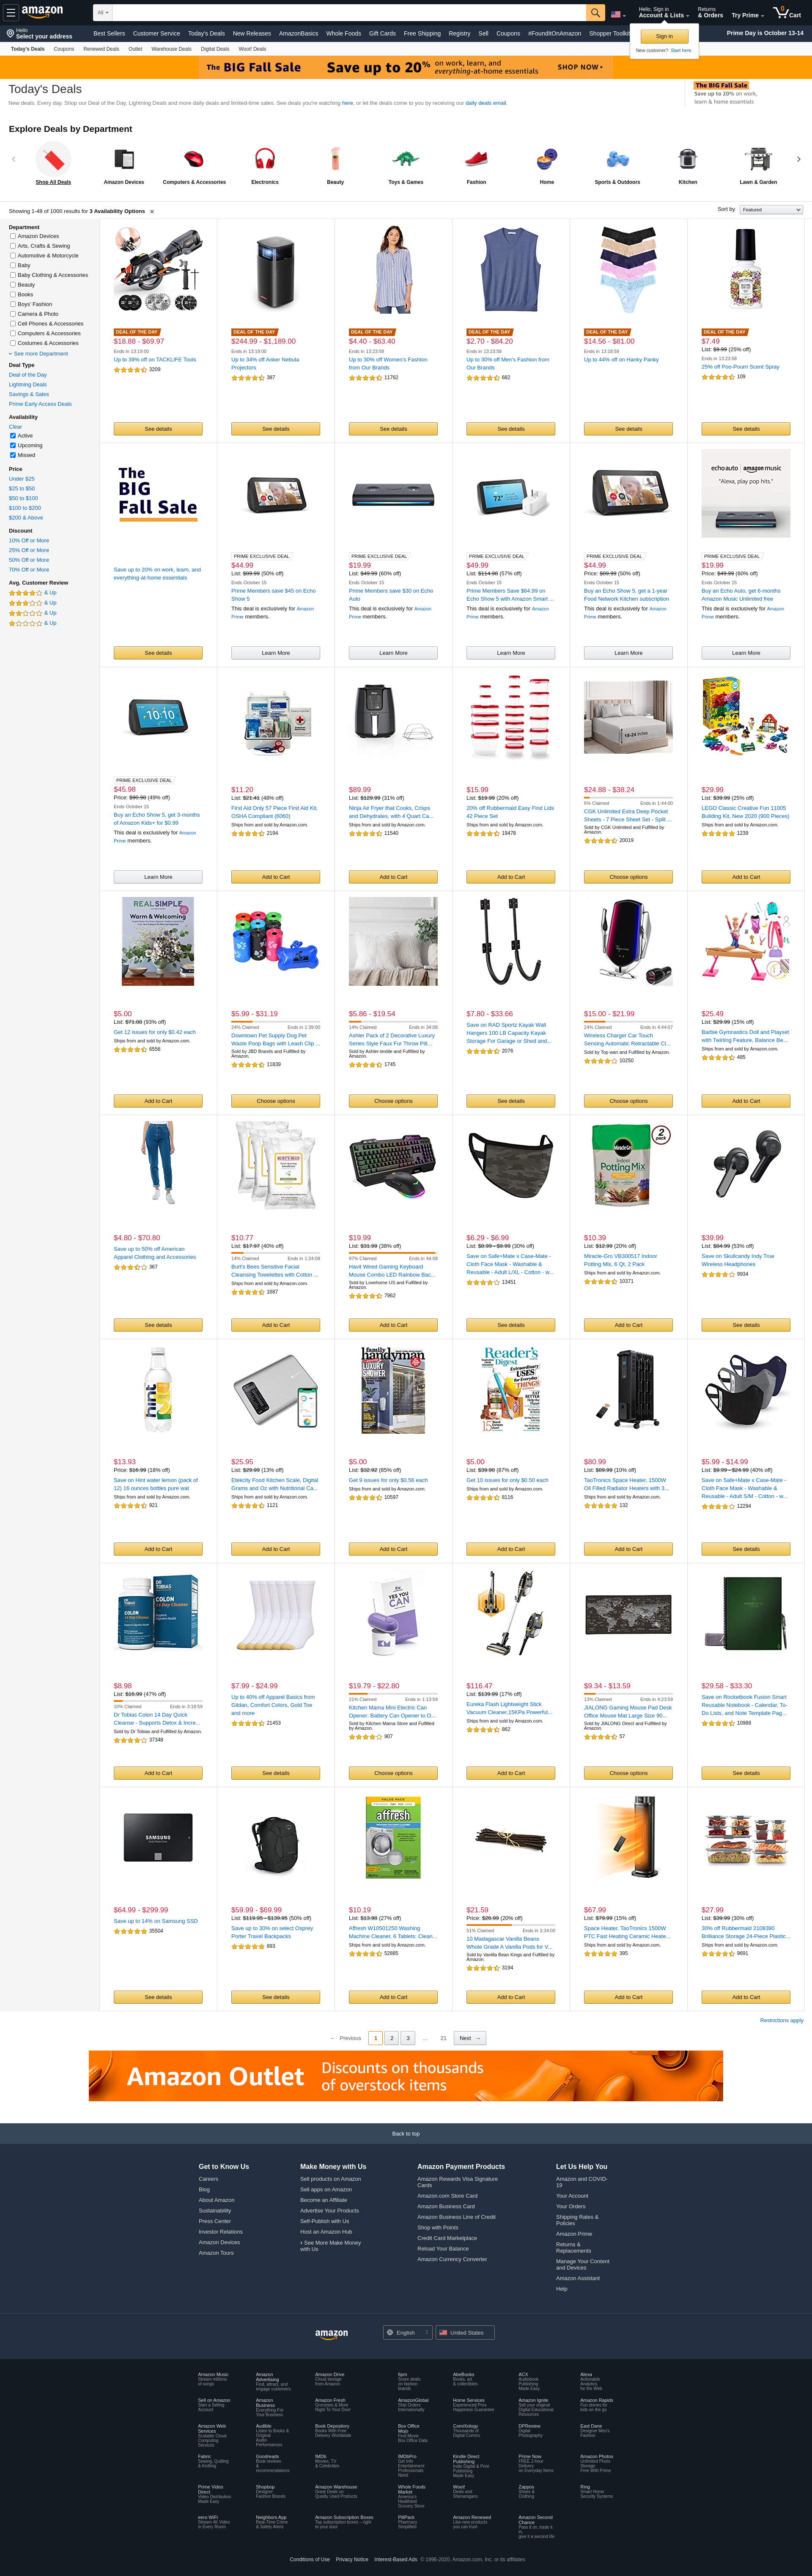 amazon
All
Hello, Sign in
Account & Lists
Returns
& Orders
Try Prime
0
Cart
Hello
Select your address
Best Sellers
Customer Service
Today's Deals
New Releases
AmazonBasics
Whole Foods
Gift Cards
Free Shipping
Registry
Sell
Coupons
#FoundItOnAmazon
Shopper Toolkit
Prime Day is October 13-14
Sign in
New customer? Start here.
Today's Deals
Coupons
Renewed Deals
Outlet
Warehouse Deals
Digital Deals
Woot! Deals
The BIG Fall Sale
Save up to 20% on work, learn, and everything-at-home essentials
SHOP NOW
Today's Deals
New deals. Every day. Shop our Deal of the Day, Lightning Deals and more daily deals and limited-time sales. See deals you're watching here, or let the deals come to you by receiving our daily deals email.
The BIG Fall Sale
Save up to 20% on work,
learn & home essentials
Explore Deals by Department
Shop All Deals
Amazon Devices
Computers & Accessories
Electronics
Beauty
Toys & Games
Fashion
Home
Sports & Outdoors
Kitchen
Lawn & Garden
Showing 1-48 of 1000 results for 3 Availability Options
Sort by
Featured
Department
Amazon Devices
Arts, Crafts & Sewing
Automotive & Motorcycle
Baby
Baby Clothing & Accessories
Beauty
Books
Boys' Fashion
Camera & Photo
Cell Phones & Accessories
Computers & Accessories
Costumes & Accessories
See more Department
Deal Type
Deal of the Day
Lightning Deals
Savings & Sales
Prime Early Access Deals
Availability
Clear
Active
Upcoming
Missed
Price
Under $25
$25 to $50
$50 to $100
$100 to $200
$200 & Above
Discount
10% Off or More
25% Off or More
50% Off or More
70% Off or More
Avg. Customer Review
& Up
& Up
& Up
& Up
DEAL OF THE DAY
$18.88 - $69.97
Ends in 13:19:00
Up to 39% off on TACKLIFE Tools
3209
See details
DEAL OF THE DAY
$244.99 - $1,189.00
Ends in 13:19:00
Up to 34% off Anker Nebula Projectors
387
See details
DEAL OF THE DAY
$4.40 - $63.40
Ends in 13:23:58
Up to 30% off Women's Fashion from Our Brands
11762
See details
DEAL OF THE DAY
$2.70 - $84.20
Ends in 13:23:59
Up to 30% off Men's Fashion from Our Brands
682
See details
DEAL OF THE DAY
$14.56 - $81.00
Ends in 13:18:59
Up to 44% off on Hanky Panky
See details
DEAL OF THE DAY
$7.49
List: $9.99 (25% off)
Ends in 13:23:58
25% off Poo-Pourri Scent Spray
109
See details
The BIG Fall Sale
Save up to 20% on work, learn, and everything-at-home essentials
See details
PRIME EXCLUSIVE DEAL
$44.99
List: $89.99 (50% off)
Ends October 15
Prime Members save $45 on Echo Show 5
This deal is exclusively for Amazon Prime members.
Learn More
PRIME EXCLUSIVE DEAL
$19.99
List: $49.99 (60% off)
Ends October 15
Prime Members save $30 on Echo Auto
This deal is exclusively for Amazon Prime members.
Learn More
PRIME EXCLUSIVE DEAL
$49.99
List: $114.98 (57% off)
Ends October 15
Prime Members Save $64.99 on Echo Show 5 with Amazon Smart ...
This deal is exclusively for Amazon Prime members.
Learn More
PRIME EXCLUSIVE DEAL
$44.99
Price: $89.99 (50% off)
Ends October 15
Buy an Echo Show 5, get a 1-year Food Network Kitchen subscription
This deal is exclusively for Amazon Prime members.
Learn More
echo auto | amazon music
"Alexa, play pop hits."
PRIME EXCLUSIVE DEAL
$19.99
Price: $49.99 (60% off)
Ends October 15
Buy an Echo Auto, get 6-months Amazon Music Unlimited free
This deal is exclusively for Amazon Prime members.
Learn More
10:10
PRIME EXCLUSIVE DEAL
$45.98
Price: $90.98 (49% off)
Ends October 15
Buy an Echo Show 5, get 3-months of Amazon Kids+ for $0.99
This deal is exclusively for Amazon Prime members.
Learn More
$11.20
List: $21.41 (48% off)
First Aid Only 57 Piece First Aid Kit, OSHA Compliant (6060)
Ships from and sold by Amazon.com.
2194
Add to Cart
$89.99
List: $129.99 (31% off)
Ninja Air Fryer that Cooks, Crisps and Dehydrates, with 4 Quart Ca...
Ships from and sold by Amazon.com.
11540
Add to Cart
$15.99
List: $19.99 (20% off)
20% off Rubbermaid Easy Find Lids 42 Piece Set
Ships from and sold by Amazon.com.
19478
Add to Cart
18-24 inches
$24.88 - $38.24
6% Claimed
Ends in 1:44:00
CGK Unlimited Extra Deep Pocket Sheets - 7 Piece Sheet Set - Split ...
Sold by CGK Unlimited and Fulfilled by Amazon.
20019
Choose options
CLASSIC
$29.99
List: $39.99 (25% off)
LEGO Classic Creative Fun 11005 Building Kit, New 2020 (900 Pieces)
Ships from and sold by Amazon.com.
1239
Add to Cart
REAL SIMPLE
Warm & Welcoming
$5.00
List: $71.88 (93% off)
Get 12 issues for only $0.42 each
Ships from and sold by Amazon.com.
6556
Add to Cart
$5.99 - $31.19
24% Claimed
Ends in 1:39:00
Downtown Pet Supply Dog Pet Waste Poop Bags with Leash Clip ...
Sold by JBD Brands and Fulfilled by Amazon.
11839
Choose options
$5.86 - $19.54
14% Claimed
Ends in 34:08
Ashler Pack of 2 Decorative Luxury Series Style Faux Fur Throw Pill...
Sold by Ashler-textile and Fulfilled by Amazon.
1745
Choose options
$7.80 - $33.66
Save on RAD Sportz Kayak Wall Hangers 100 LB Capacity Kayak Storage For Garage or Shed and...
2076
See details
$15.00 - $21.99
24% Claimed
Ends in 4:44:07
Wireless Charger Car Touch Sensing Automatic Retractable Cl...
Sold by Top wan and Fulfilled by Amazon.
10250
Choose options
$25.49
List: $29.99 (15% off)
Barbie Gymnastics Doll and Playset with Twirling Feature, Balance Be...
Ships from and sold by Amazon.com.
485
Add to Cart
$4.80 - $70.80
Save up to 50% off American Apparel Clothing and Accessories
367
See details
BURT'S BEES
$10.77
List: $17.97 (40% off)
14% Claimed
Ends in 1:24:08
Burt's Bees Sensitive Facial Cleansing Towelettes with Cotton ...
Ships from and sold by Amazon.com.
1687
Add to Cart
$19.99
List: $31.99 (38% off)
97% Claimed
Ends in 44:08
Havit Wired Gaming Keyboard Mouse Combo LED Rainbow Bac...
Sold by Lowehome US and Fulfilled by Amazon.
7962
Add to Cart
$6.29 - $6.99
List: $8.99 - $9.99 (30% off)
Save on Safe+Mate x Case-Mate - Cloth Face Mask - Washable & Reusable - Adult L/XL - Cotton - w...
13451
See details
Miracle-Gro
Indoor Potting Mix
2 pack
$10.39
List: $12.99 (20% off)
Miracle-Gro VB300517 Indoor Potting Mix, 6 Qt, 2 Pack
Ships from and sold by Amazon.com.
10371
Add to Cart
$39.99
List: $84.99 (53% off)
Save on Skullcandy Indy True Wireless Headphones
9934
See details
hint
$13.93
Price: $16.99 (18% off)
Save on Hint water lemon (pack of 12) 16 ounces bottles pure wat
Ships from and sold by Amazon.com.
921
Add to Cart
$25.95
List: $29.99 (13% off)
Etekcity Food Kitchen Scale, Digital Grams and Oz with Nutritional Ca...
Ships from and sold by Amazon.com.
1121
Add to Cart
family handyman
LUXURY SHOWER
$5.00
List: $32.92 (85% off)
Get 9 issues for only $0.56 each
Ships from and sold by Amazon.com.
10597
Add to Cart
Reader's Digest
Extraordinary USES for Everyday THINGS
$5.00
List: $39.90 (87% off)
Get 10 issues for only $0.50 each
Ships from and sold by Amazon.com.
8116
Add to Cart
$80.99
List: $89.99 (10% off)
TaoTronics Space Heater, 1500W Oil Filled Radiator Heaters with 3...
Ships from and sold by Amazon.com.
132
Add to Cart
$5.99 - $14.99
List: $9.99 - $24.99 (40% off)
Save on Safe+Mate x Case-Mate - Cloth Face Mask - Washable & Reusable - Adult S/M - Cotton - w...
12294
See details
DR TOBIAS
COLON
14 Day Cleanse
$8.98
List: $16.99 (47% off)
10% Claimed
Ends in 3:18:59
Dr Tobias Colon 14 Day Quick Cleanse - Supports Detox & Incre...
Sold by Dr Tobias and Fulfilled by Amazon.
37348
Add to Cart
$7.99 - $24.99
Up to 40% off Apparel Basics from Gildan, Comfort Colors, Gold Toe and more
21453
See details
YES YOU CAN
$19.79 - $22.80
21% Claimed
Ends in 1:13:59
Kitchen Mama Mini Electric Can Opener: Battery Can Opener to O...
Sold by Kitchen Mama Store and Fulfilled by Amazon.
907
Choose options
$116.47
List: $139.99 (17% off)
Eureka Flash Lightweight Stick Vacuum Cleaner,15KPa Powerful...
Ships from and sold by Amazon.com.
862
Add to Cart
$9.34 - $13.59
13% Claimed
Ends in 4:23:59
JIALONG Gaming Mouse Pad Desk Office Mouse Mat Large Size 90...
Sold by JIALONG Direct and Fulfilled by Amazon.
57
Choose options
$29.58 - $33.30
Save on Rocketbook Fusion Smart Reusable Notebook - Calendar, To-Do Lists, and Note Template Pag...
10989
See details
SAMSUNG
$64.99 - $299.99
Save up to 14% on Samsung SSD
35504
See details
$59.99 - $69.99
List: $119.95 - $139.95 (50% off)
Save up to 30% on select Osprey Porter Travel Backpacks
883
See details
affresh
$10.19
List: $13.98 (27% off)
Affresh W10501250 Washing Machine Cleaner, 6 Tablets: Clean...
Ships from and sold by Amazon.com.
52885
Add to Cart
$21.59
Price: $26.99 (20% off)
51% Claimed
Ends in 3:34:00
10 Madagascar Vanilla Beans Whole Grade A Vanilla Pods for V...
Sold by Vanilla Bean Kings and Fulfilled by Amazon.
3194
Add to Cart
$67.99
List: $79.99 (15% off)
Space Heater, TaoTronics 1500W PTC Fast Heating Ceramic Heate...
Ships from and sold by Amazon.com.
395
Add to Cart
$27.99
List: $39.99 (30% off)
30% off Rubbermaid 2108390 Brilliance Storage 24-Piece Plastic...
Ships from and sold by Amazon.com.
9691
Add to Cart
Restrictions apply
← Previous 1 2 3 ... 21 Next →
Amazon Outlet
Discounts on thousands of overstock items
Back to top
Get to Know Us
Careers
Blog
About Amazon
Sustainability
Press Center
Investor Relations
Amazon Devices
Amazon Tours
Make Money with Us
Sell products on Amazon
Sell apps on Amazon
Become an Affiliate
Advertise Your Products
Self-Publish with Us
Host an Amazon Hub
› See More Make Money with Us
Amazon Payment Products
Amazon Rewards Visa Signature Cards
Amazon.com Store Card
Amazon Business Card
Amazon Business Line of Credit
Shop with Points
Credit Card Marketplace
Reload Your Balance
Amazon Currency Converter
Let Us Help You
Amazon and COVID-19
Your Account
Your Orders
Shipping Rates & Policies
Amazon Prime
Returns & Replacements
Manage Your Content and Devices
Amazon Assistant
Help
amazon
English
United States
Amazon Music
Stream millions of songs
Amazon Advertising
Find, attract, and engage customers
Amazon Drive
Cloud storage from Amazon
6pm
Score deals on fashion brands
AbeBooks
Books, art & collectibles
ACX
Audiobook Publishing Made Easy
Alexa
Actionable Analytics for the Web
Sell on Amazon
Start a Selling Account
Amazon Business
Everything For Your Business
Amazon Fresh
Groceries & More Right To Your Door
AmazonGlobal
Ship Orders Internationally
Home Services
Experienced Pros Happiness Guarantee
Amazon Ignite
Sell your original Digital Educational Resources
Amazon Rapids
Fun stories for kids on the go
Amazon Web Services
Scalable Cloud Computing Services
Audible
Listen to Books & Original Audio Performances
Book Depository
Books With Free Delivery Worldwide
Box Office Mojo
Find Movie Box Office Data
ComiXology
Thousands of Digital Comics
DPReview
Digital Photography
East Dane
Designer Men's Fashion
Fabric
Sewing, Quilting & Knitting
Goodreads
Book reviews & recommendations
IMDb
Movies, TV & Celebrities
IMDbPro
Get Info Entertainment Professionals Need
Kindle Direct Publishing
Indie Digital & Print Publishing Made Easy
Prime Now
FREE 2-hour Delivery on Everyday Items
Amazon Photos
Unlimited Photo Storage Free With Prime
Prime Video Direct
Video Distribution Made Easy
Shopbop
Designer Fashion Brands
Amazon Warehouse
Great Deals on Quality Used Products
Whole Foods Market
America's Healthiest Grocery Store
Woot!
Deals and Shenanigans
Zappos
Shoes & Clothing
Ring
Smart Home Security Systems
eero WiFi
Stream 4K Video in Every Room
Neighbors App
Real-Time Crime & Safety Alerts
Amazon Subscription Boxes
Top subscription boxes – right to your door
PillPack
Pharmacy Simplified
Amazon Renewed
Like-new products you can trust
Amazon Second Chance
Pass it on, trade it in, give it a second life
Conditions of Use
Privacy Notice
Interest-Based Ads
© 1996-2020, Amazon.com, Inc. or its affiliates